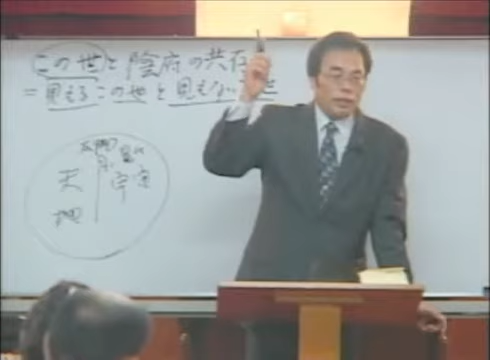 この世と陰府の共存
=見えるこの世と見えない世
天
地
宇宙